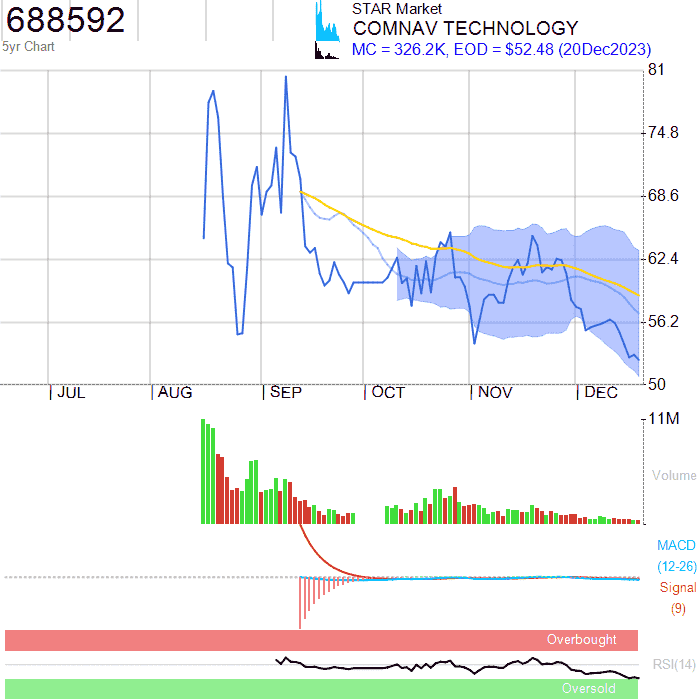 688592
5yr Chart
STAR Market
COMNAV TECHNOLOGY
MC = 326.2K, EOD = $52.48 (20Dec2023)
81
74.8
68.6
62.4
56.2
50
JUL
AUG
SEP
OCT
NOV
DEC
11M
Volume
MACD
(12-26)
Signal
(9)
Overbought
RSI(14)
Oversold